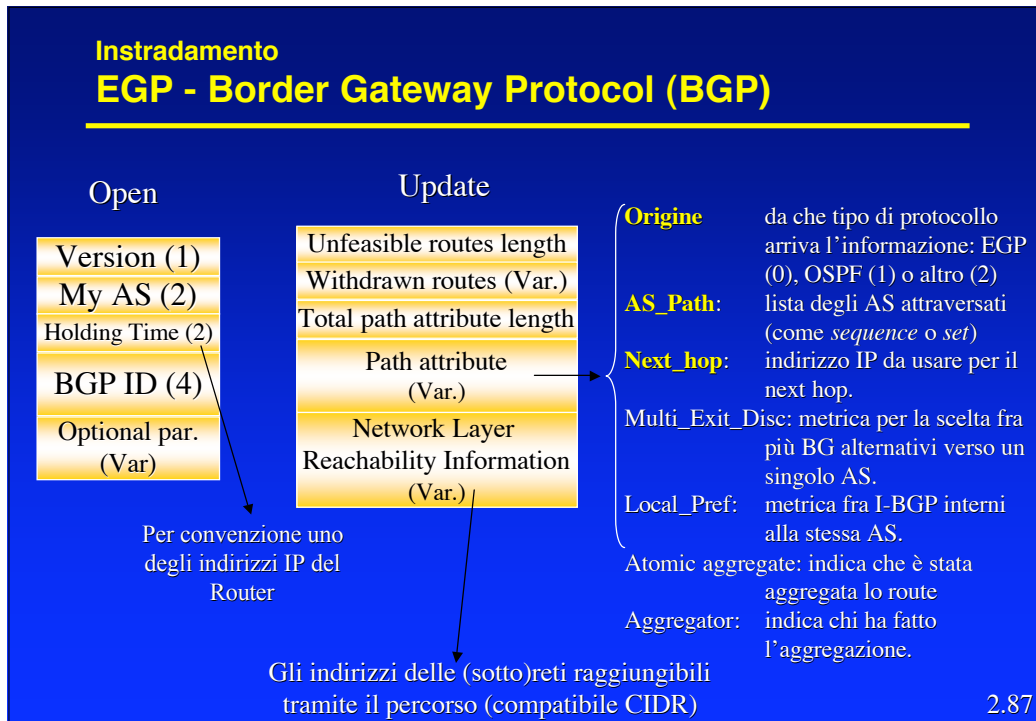 Instradamento
EGP - Border Gateway Protocol (BGP)
Open
Version (1)
My AS (2)
Holding Time (2)
BGP ID (4)
Optional par.
(Var)
Per convenzione uno
degli indirizzi IP del
Router
Update
Unfeasible routes length
Withdrawn routes (Var.)
Total path attribute length
Path attribute
(Var.)
Network Layer
Reachability Information
(Var.)
Gli indirizzi delle (sotto)reti raggiungibili
tramite il percorso (compatibile CIDR)
Origine da che tipo di protocollo
arriva l'informazione: EGP
(0), OSPF (1) o altro (2)
AS_Path: lista degli AS attraversati
(come sequence o set)
Next_hop: indirizzo IP da usare per il
next hop.
Multi_Exit_Disc: metrica per la scelta fra
più BG alternativi verso un
singolo AS.
Local_Pref: metrica fra I-BGP interni
alla stessa AS.
Atomic aggregate: indica che è stata
aggregata lo route
Aggregator: indica chi ha fatto
l'aggregazione.
2.87